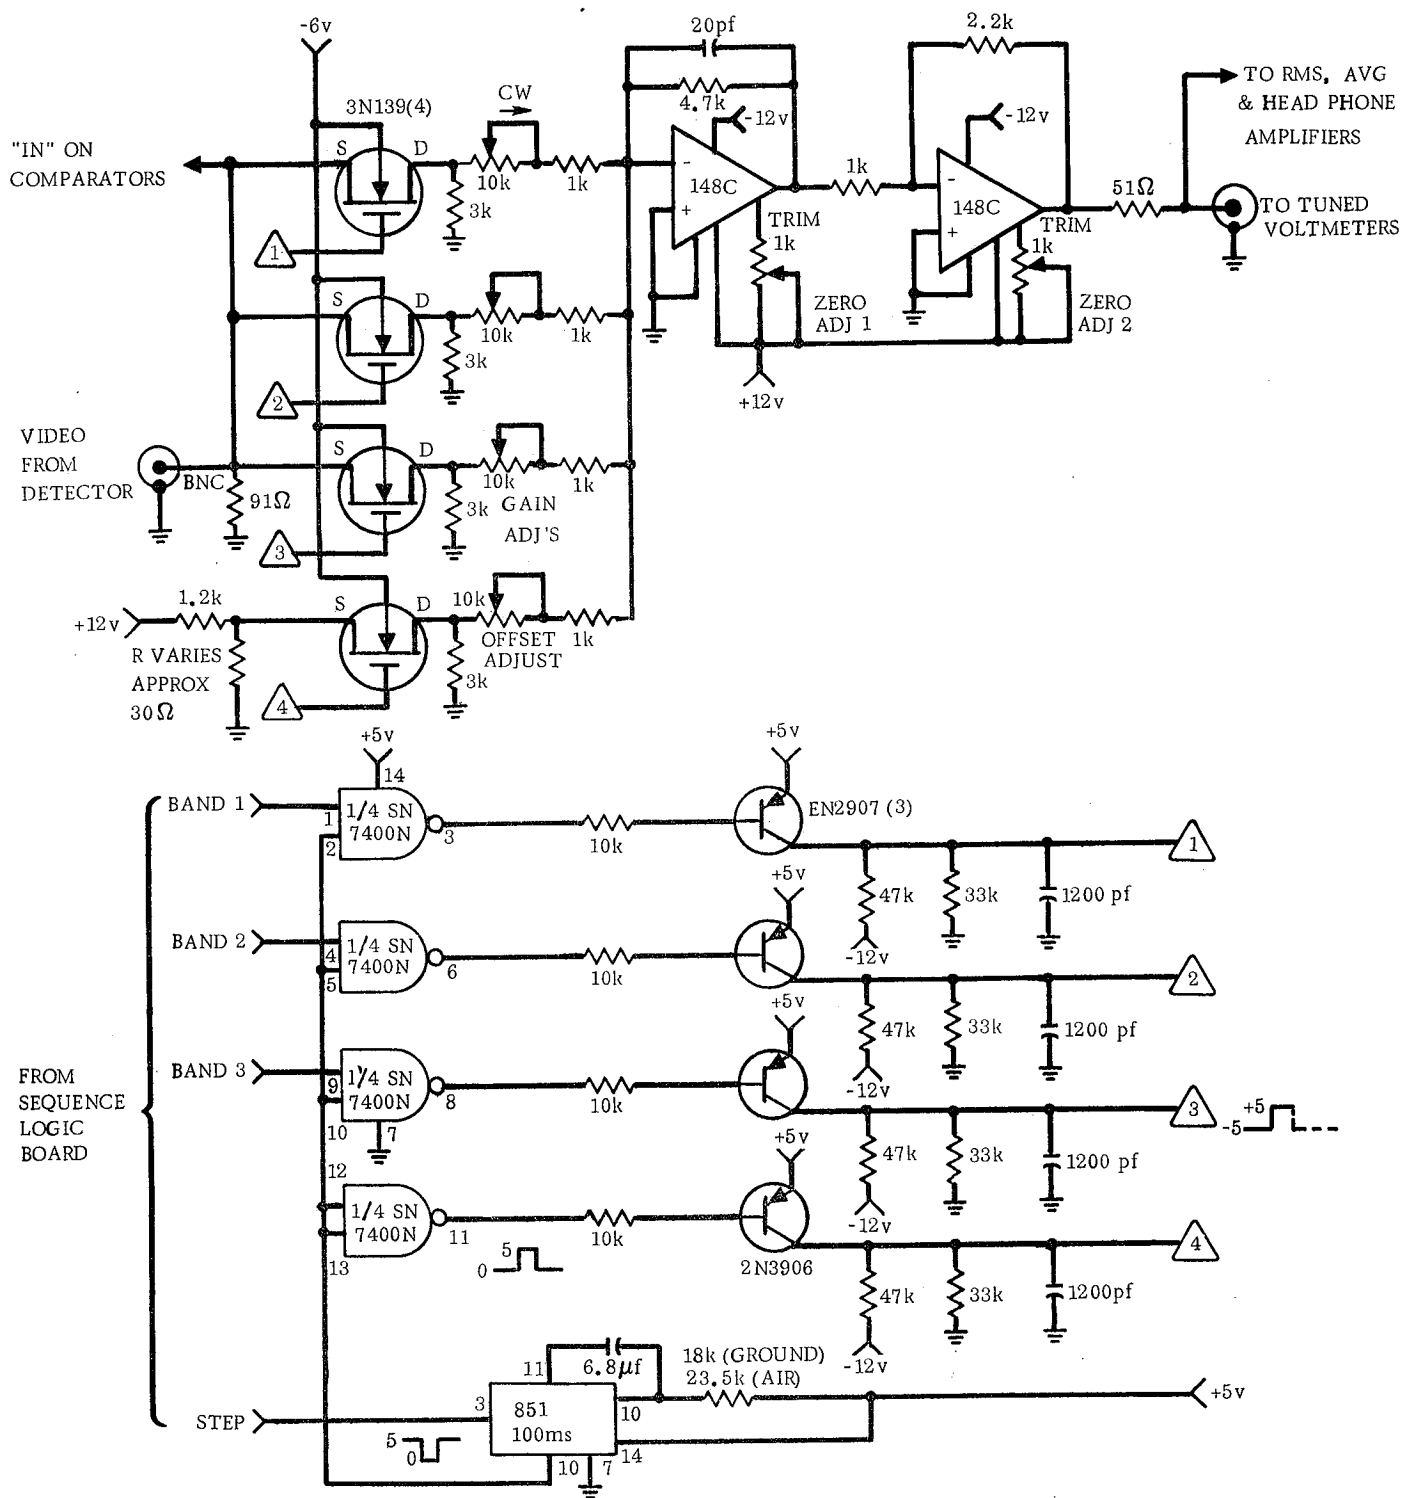 -6v
20pf
2.2k
3N139(4)
CW
4.7k
-12v
-12v
TO RMS, AVG
& HEAD PHONE
AMPLIFIERS
"IN" ON
COMPARATORS
S
D
10k
1k
3k
-
148C
+
1k
-
148C
+
51Ω
TO TUNED
VOLTMETERS
TRIM
1k
TRIM
1k
1
S
D
10k
1k
3k
ZERO
ADJ 1
ZERO
ADJ 2
+12v
2
VIDEO
FROM
DETECTOR
BNC
91Ω
S
D
10k
1k
3k
GAIN
ADJ'S
3
+12v
1.2k
S
D
10k
1k
OFFSET
ADJUST
3k
R VARIES
APPROX
30Ω
4
+5v
14
+5v
BAND 1
1
2
1/4 SN
7400N
3
10k
EN2907 (3)
1
47k
33k
1200 pf
-12v
+5v
BAND 2
4
5
1/4 SN
7400N
6
10k
2
47k
33k
1200 pf
-12v
+5v
BAND 3
9
10
1/4 SN
7400N
8
7
10k
3
+5
-5
47k
33k
1200 pf
-12v
+5v
FROM
SEQUENCE
LOGIC
BOARD
12
13
1/4 SN
7400N
11
10k
2N3906
4
5
0
47k
33k
1200pf
-12v
11
6.8μf
18k (GROUND)
23.5k (AIR)
+5v
STEP
3
851
100ms
10
14
10
7
5
0